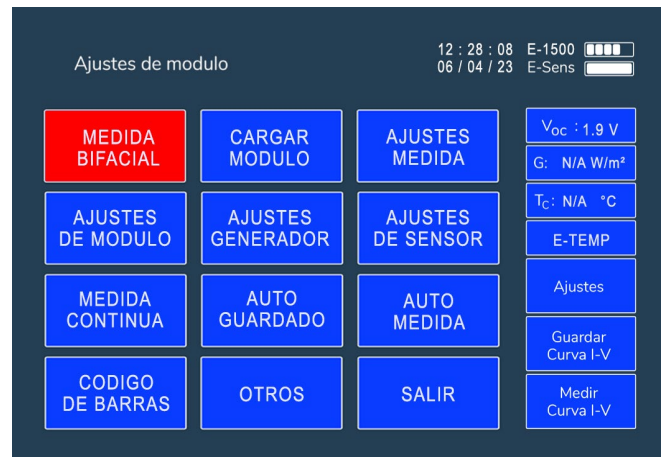 Ajustes de modulo
12 : 28 : 08 E-1500
06 / 04 / 23 E-Sens
MEDIDA
BIFACIAL
CARGAR
MODULO
AJUSTES
MEDIDA
AJUSTES
DE MODULO
AJUSTES
GENERADOR
AJUSTES
DE SENSOR
MEDIDA
CONTINUA
AUTO
GUARDADO
AUTO
MEDIDA
CODIGO
DE BARRAS
OTROS
SALIR
VOC : 1.9 V
G: N/A W/m²
TC: N/A °C
E-TEMP
Ajustes
Guardar
Curva I-V
Medir
Curva I-V